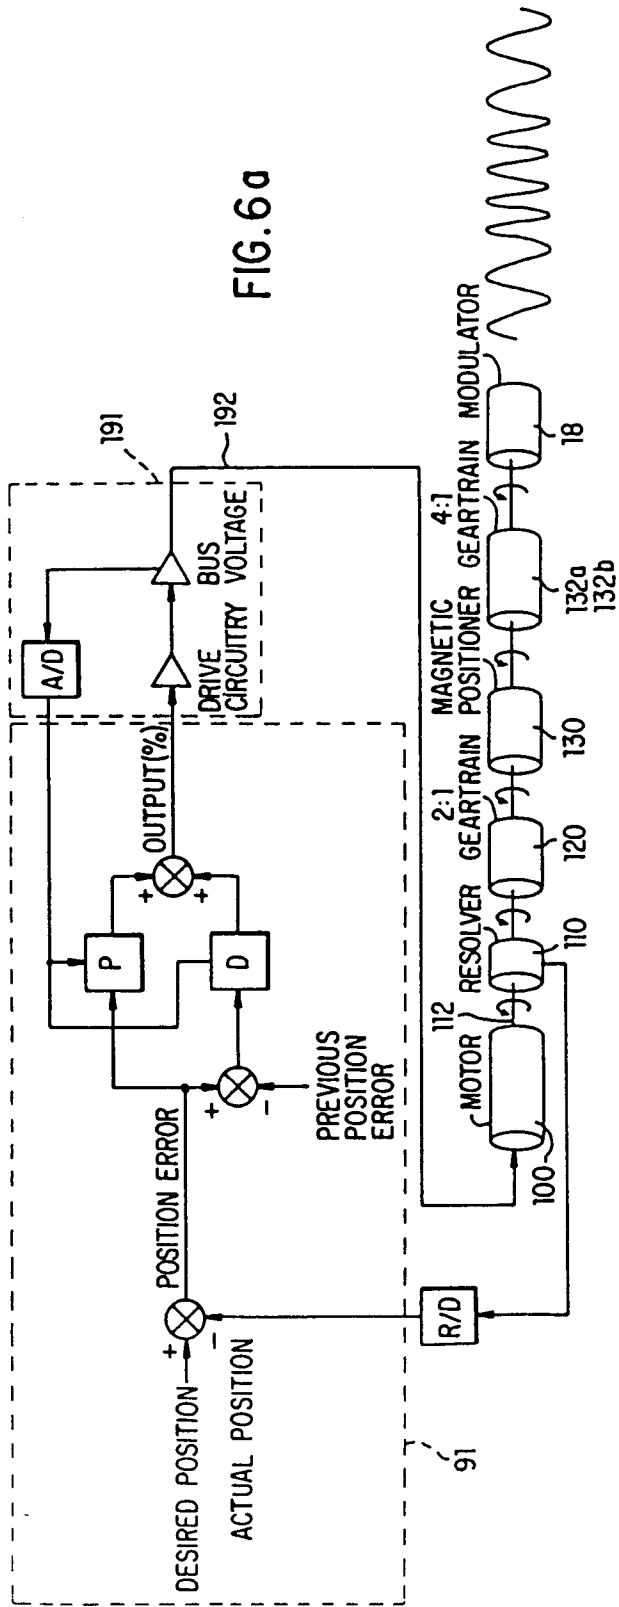 FIG. 6a
191
192
A/D
DRIVE
CIRCUITRY
BUS
VOLTAGE
OUTPUT(%)
+
+
P
D
POSITION ERROR
+
-
PREVIOUS
POSITION
ERROR
DESIRED POSITION
+
-
ACTUAL POSITION
91
R/D
MOTOR
112
100
RESOLVER
110
2:1
GEARTRAIN
120
MAGNETIC
POSITIONER
130
4:1
GEARTRAIN
132a
132b
MODULATOR
18